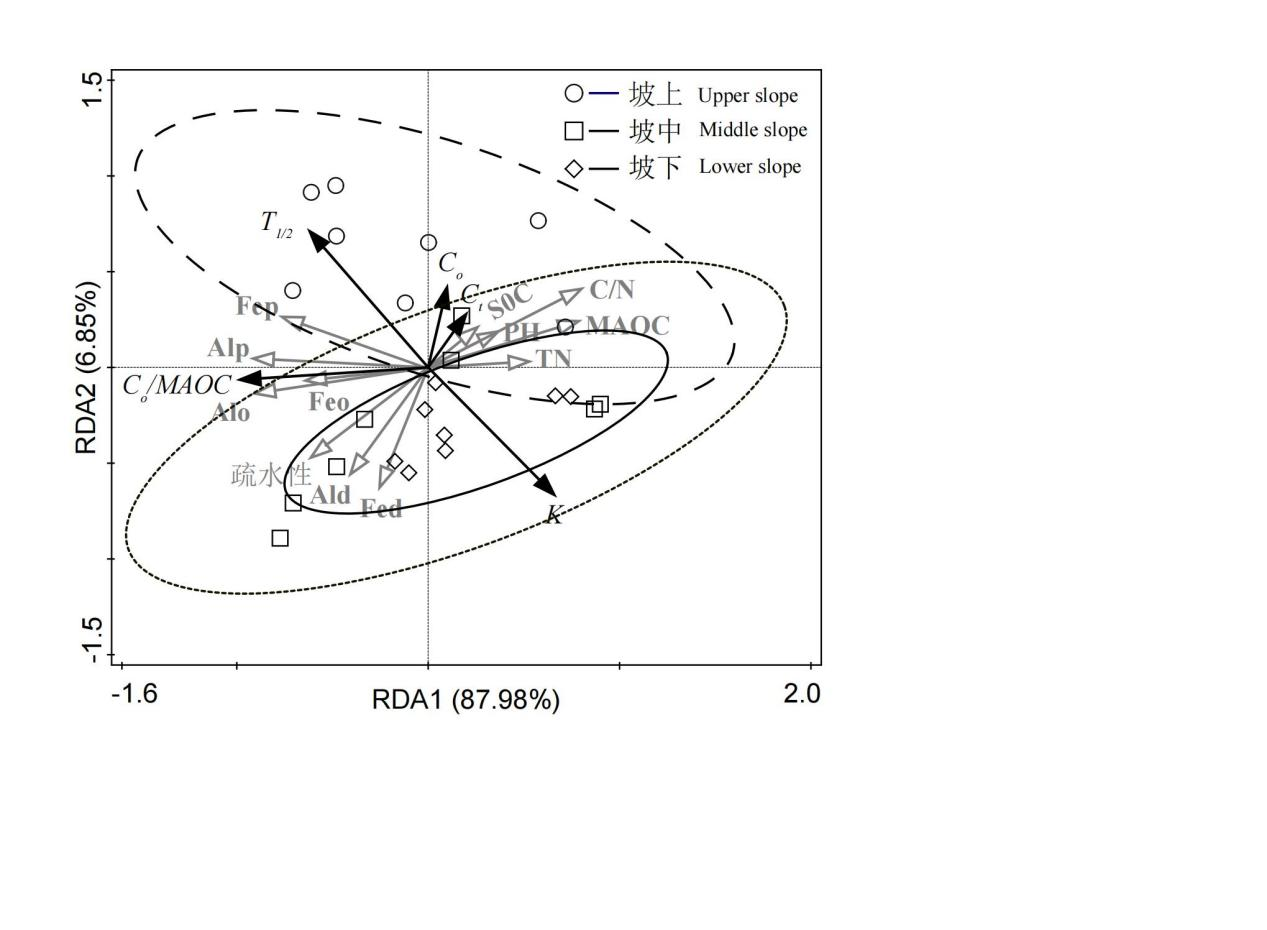 1.5
坡上 Upper slope
坡中 Middle slope
坡下 Lower slope
T1/2
Co
Ct
S0C
C/N
Fep
PH
MAOC
Alp
TN
Co/MAOC
Alo
Feo
疏水性
Ald
Fed
K
RDA2 (6.85%)
-1.5
-1.6
RDA1 (87.98%)
2.0